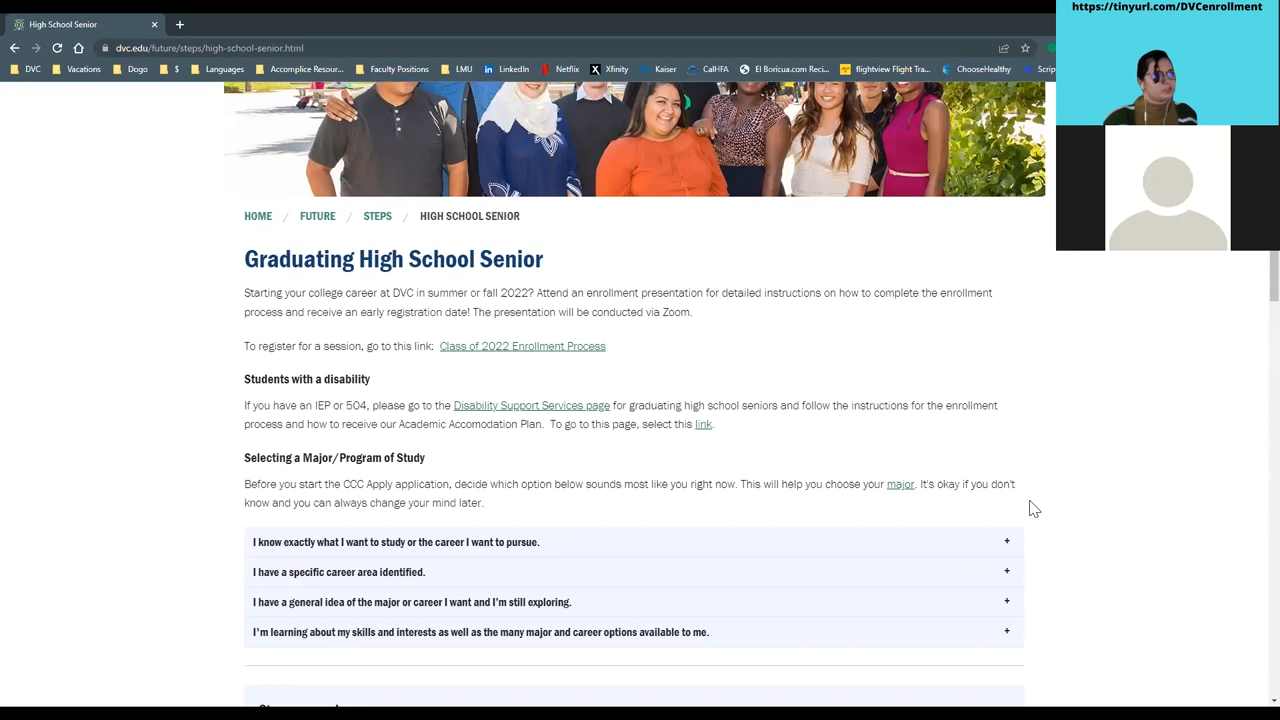 High School Senior
https://tinyurl.com/DVCenrollment
dvc.edu/future/steps/high-school-senior.html
DVC Vacations Dogo $ Languages Accomplice Resour... Faculty Positions LMU LinkedIn Netflix Xfinity Kaiser CalHFA El Boricua.com Reci... flightview Flight Tra... ChooseHealthy Scrip
HOME / FUTURE / STEPS / HIGH SCHOOL SENIOR
Graduating High School Senior
Starting your college career at DVC in summer or fall 2022? Attend an enrollment presentation for detailed instructions on how to complete the enrollment
process and receive an early registration date! The presentation will be conducted via Zoom.
To register for a session, go to this link: Class of 2022 Enrollment Process
Students with a disability
If you have an IEP or 504, please go to the Disability Support Services page for graduating high school seniors and follow the instructions for the enrollment
process and how to receive our Academic Accomodation Plan. To go to this page, select this link.
Selecting a Major/Program of Study
Before you start the CCC Apply application, decide which option below sounds most like you right now. This will help you choose your major. It's okay if you don't
know and you can always change your mind later.
I know exactly what I want to study or the career I want to pursue. +
I have a specific career area identified. +
I have a general idea of the major or career I want and I'm still exploring. +
I'm learning about my skills and interests as well as the many major and career options available to me. +